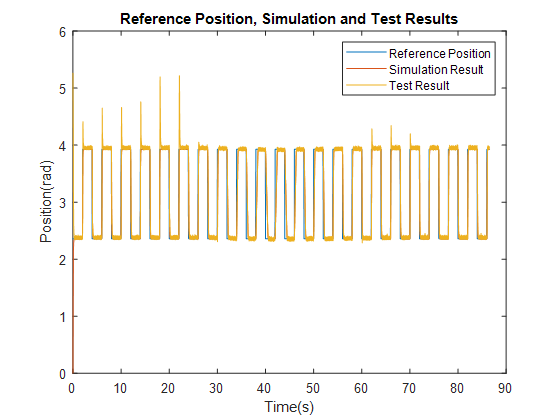 Reference Position, Simulation and Test Results
6
5
4
3
2
1
0
Position(rad)
Reference Position
Simulation Result
Test Result
0 10 20 30 40 50 60 70 80 90
Time(s)